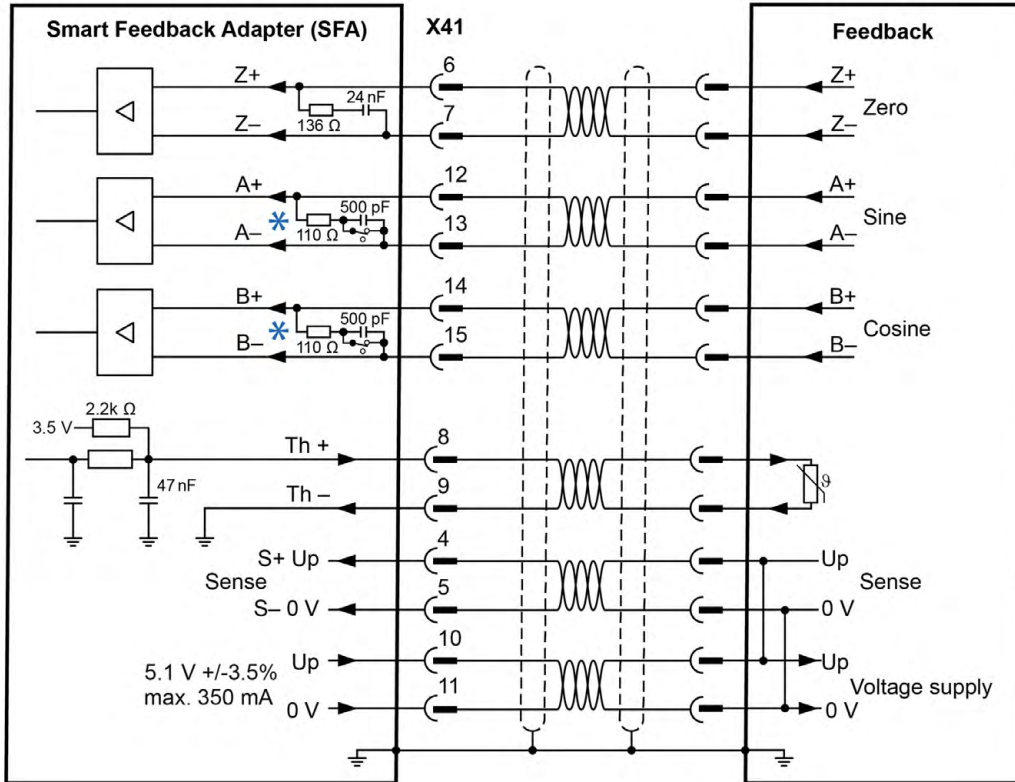 Smart Feedback Adapter (SFA)
X41
Feedback
Z+
6
Z+
24 nF
136 Ω
Zero
Z–
7
Z–
A+
12
A+
500 pF
*
110 Ω
Sine
A–
13
A–
B+
14
B+
500 pF
*
110 Ω
Cosine
B–
15
B–
2.2k Ω
3.5 V
Th +
8
47 nF
ϑ
Th –
9
S+ Up
4
Up
Sense
Sense
S– 0 V
5
0 V
Up
10
Up
5.1 V +/-3.5%
max. 350 mA
Voltage supply
0 V
11
0 V